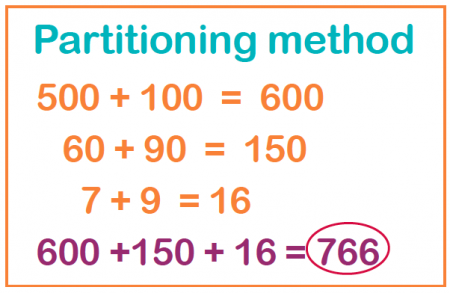 Partitioning method
500 + 100 = 600
60 + 90 = 150
7 + 9 = 16
600 +150 + 16 = 766